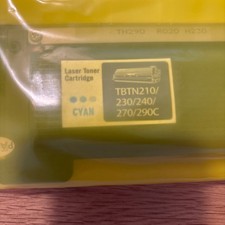 Laser Toner
Cartridge
CYAN
TBTN210/
230/240/
270/290C